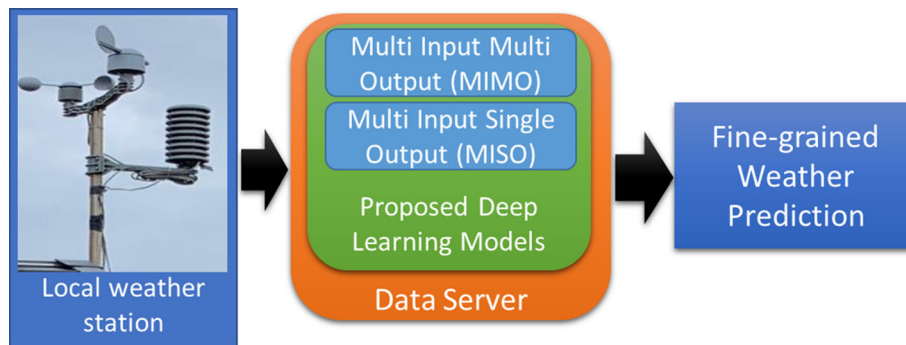 Local weather
station
Multi Input Multi
Output (MIMO)
Multi Input Single
Output (MISO)
Proposed Deep
Learning Models
Data Server
Fine-grained
Weather
Prediction